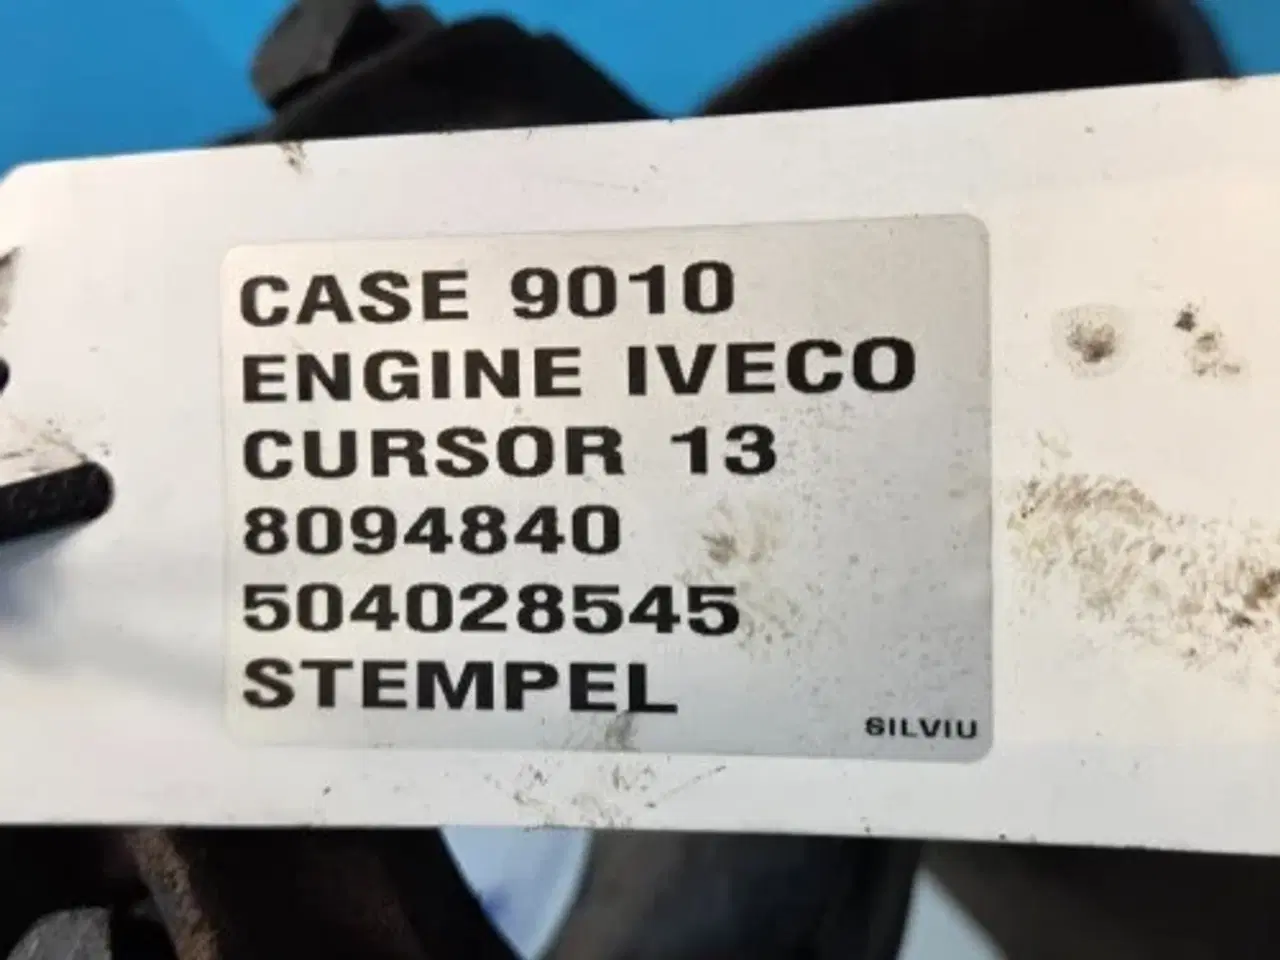 CASE 9010
ENGINE IVECO
CURSOR 13
8094840
504028545
STEMPEL
SILVIU